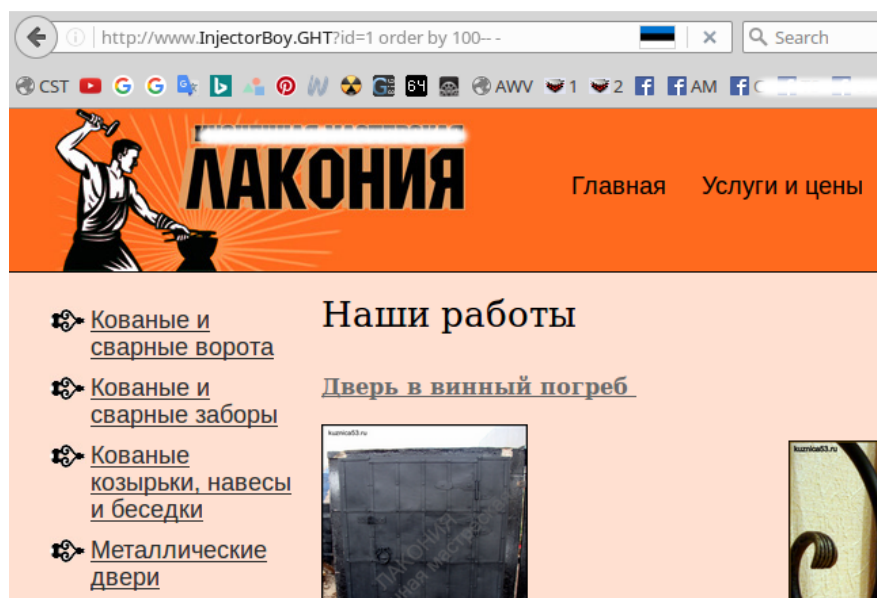 http://www.InjectorBoy.GHT?id=1 order by 100-- -
Search
CST
64
AWV
1
2
AM
ЛАКОНИЯ
Главная
Услуги и цены
Наши работы
Кованые и
сварные ворота
Кованые и
сварные заборы
Кованые
козырьки, навесы
и беседки
Металлические
двери
Дверь в винный погреб
kuznica53.ru
ЛАКОНИЯ
kuznica53.ru